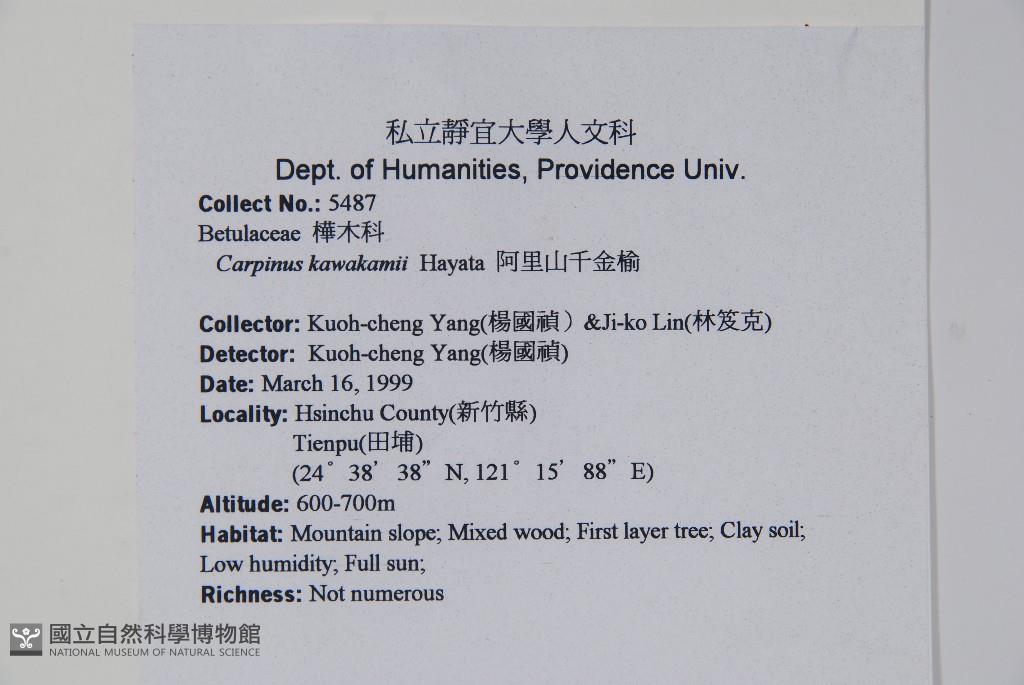 私立靜宜大學人文科
Dept. of Humanities, Providence Univ.
Collect No.: 5487
Betulaceae 樺木科
Carpinus kawakamii Hayata 阿里山千金榆
Collector: Kuoh-cheng Yang(楊國禎）&Ji-ko Lin(林笈克)
Detector: Kuoh-cheng Yang(楊國禎)
Date: March 16, 1999
Locality: Hsinchu County(新竹縣)
Tienpu(田埔)
(24° 38’ 38” N, 121° 15’ 88” E)
Altitude: 600-700m
Habitat: Mountain slope; Mixed wood; First layer tree; Clay soil;
Low humidity; Full sun;
Richness: Not numerous
國立自然科學博物館
NATIONAL MUSEUM OF NATURAL SCIENCE